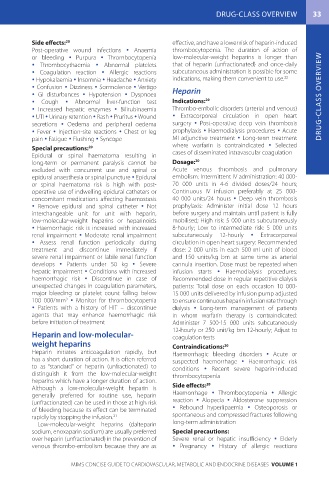 DRUG-CLASS OVERVIEW 33
Side effects:²⁰
Post-operative wound infections • Anaemia
or bleeding • Purpura • Thrombocytopenia
• Thrombocythaemia • Abnormal platelets
• Coagulation reaction • Allergic reactions
• Hypokalaemia • Insomnia • Headache • Anxiety
• Confusion • Dizziness • Somnolence • Vertigo
• GI disturbances • Hypotension • Dyspnoea
• Cough • Abnormal liver-function test
• Increased hepatic enzymes • Bilirubinaemia
• UTI • Urinary retention • Rash • Pruritus • Wound
secretions • Oedema and peripheral oedema
• Fever • Injection-site reactions • Chest or leg
pain • Fatigue • Flushing • Syncope
Special precautions:²⁰
Epidural or spinal haematoma resulting in
long-term or permanent paralysis cannot be
excluded with concurrent use and spinal or
epidural anaesthesia or spinal puncture • Epidural
or spinal haematoma risk is high with post-
operative use of indwelling epidural catheters or
concomitant medications affecting haemostasis
• Remove epidural and spinal catheter • Not
interchangeable unit for unit with heparin,
low-molecular-weight heparins or heparinoids
• Haemorrhagic risk is increased with increased
renal impairment • Moderate renal impairment
• Assess renal function periodically during
treatment and discontinue immediately if
severe renal impairment or labile renal function
develops • Patients under 50 kg • Severe
hepatic impairment • Conditions with increased
haemorrhagic risk • Discontinue in case of
unexpected changes in coagulation parameters,
major bleeding or platelet count falling below
100 000/mm³ • Monitor for thrombocytopenia
• Patients with a history of HIT – discontinue
agents that may enhance haemorrhagic risk
before initiation of treatment
Heparin and low-molecular-
weight heparins
Heparin initiates anticoagulation rapidly, but
has a short duration of action. It is often referred
to as "standard" or heparin (unfractionated) to
distinguish it from the low-molecular-weight
heparins which have a longer duration of action.
Although a low-molecular-weight heparin is
generally preferred for routine use, heparin
(unfractionated) can be used in those at high risk
of bleeding because its effect can be terminated
rapidly by stopping the infusion.
Low-molecular-weight heparins (dalteparin
sodium, enoxaparin sodium) are usually preferred
over heparin (unfractionated) in the prevention of
venous thrombo-embolism because they are as
effective, and have a lower risk of heparin-induced
thrombocytopenia. The duration of action of
low-molecular-weight heparins is longer than
that of heparin (unfractionated) and once-daily
subcutaneous administration is possible for some
indications, making them convenient to use.
Heparin
Indications:²⁰
Thrombo-embolic disorders (arterial and venous)
• Extracorporeal circulation in open heart
surgery • Post-operative deep vein thrombosis
prophylaxis • Haemodialysis procedures • Acute
MI adjunctive treatment • Long-term treatment
where warfarin is contraindicated • Selected
cases of disseminated intravascular coagulation
Dosage:²⁰
Acute venous thrombosis and pulmonary
embolism: Intermittent IV administration: 40 000-
70 000 units in 4-6 divided doses/24 hours;
Continuous IV infusion preferably at 25 000-
40 000 units/24 hours • Deep vein thrombosis
prophylaxis: Administer initial dose 12 hours
before surgery and maintain until patient is fully
mobilised; High risk: 5 000 units subcutaneously
8-hourly; Low to intermediate risk: 5 000 units
subcutaneously 12-hourly • Extracorporeal
circulation in open heart surgery: Recommended
dose: 2 000 units in each 500 ml unit of blood
and 150 units/kg bm at same time as arterial
cannula insertion. Dose must be repeated when
infusion starts • Haemodialysis procedures:
Recommended dose in regular repetitive dialysis
patients: Total dose on each occasion 10 000-
15 000 units delivered by infusion pump adjusted
to ensure continuous heparin infusion rate through
dialysis • Long-term management of patients
in whom warfarin therapy is contraindicated:
Administer 7 500-15 000 units subcutaneously
12-hourly or 250 units/kg bm 12-hourly; Adjust to
coagulation tests
Contraindications:²⁰
Haemorrhagic bleeding disorders • Acute or
suspected haemorrhage • Haemorrhagic risk
conditions • Recent severe heparin-induced
thrombocytopenia
Side effects:²⁰
Haemorrhage • Thrombocytopenia • Allergic
reaction • Alopecia • Aldosterone suppression
• Rebound hyperlipaemia • Osteoporosis or
spontaneous and compressed fractures following
long-term administration
Special precautions:
Severe renal or hepatic insufficiency • Elderly
• Pregnancy • History of allergic reactions
DRUG-CLASS OVERVIEW
MIMS CONCISE GUIDE TO CARDIOVASCULAR, METABOLIC AND ENDOCRINE DISEASES VOLUME 1